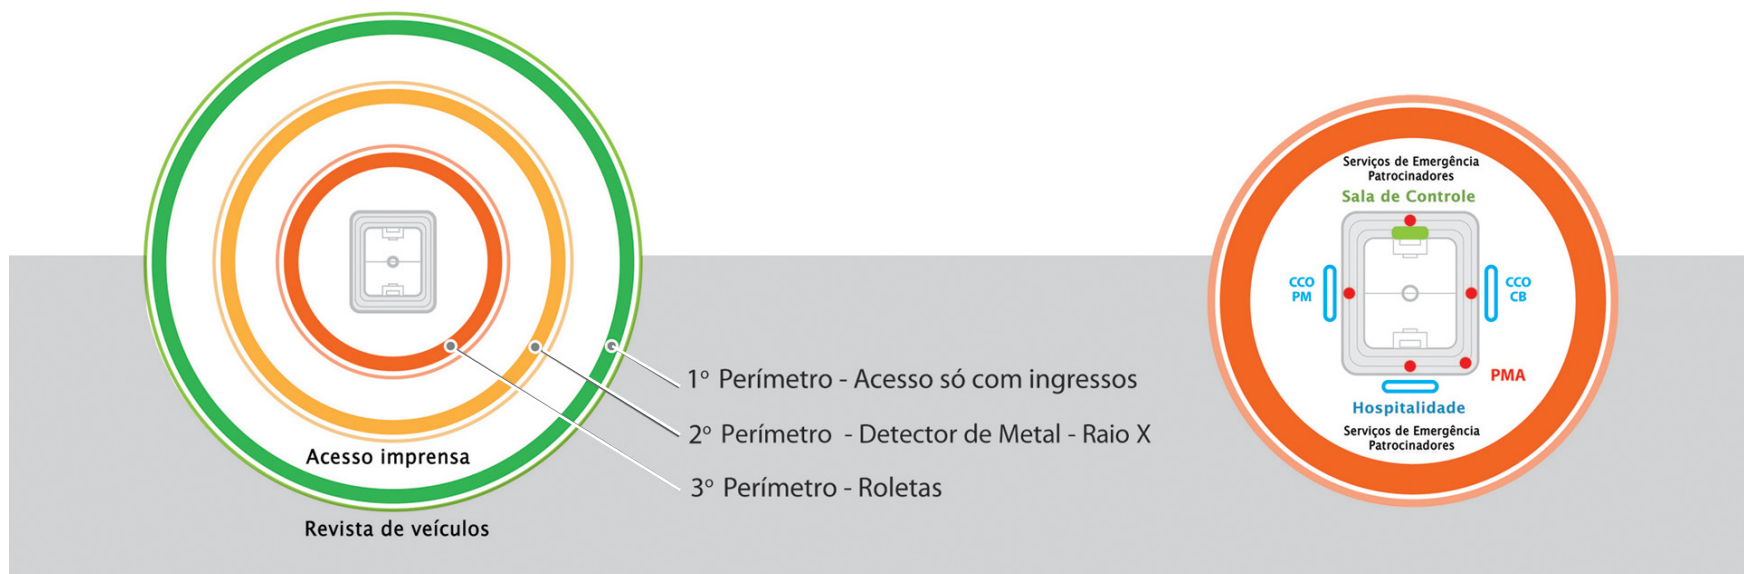 Acesso imprensa
Revista de veículos
1º Perímetro - Acesso só com ingressos
2º Perímetro - Detector de Metal - Raio X
3º Perímetro - Roletas
Serviços de Emergência
Patrocinadores
Sala de Controle
CCO
PM
CCO
CB
PMA
Hospitalidade
Serviços de Emergência
Patrocinadores